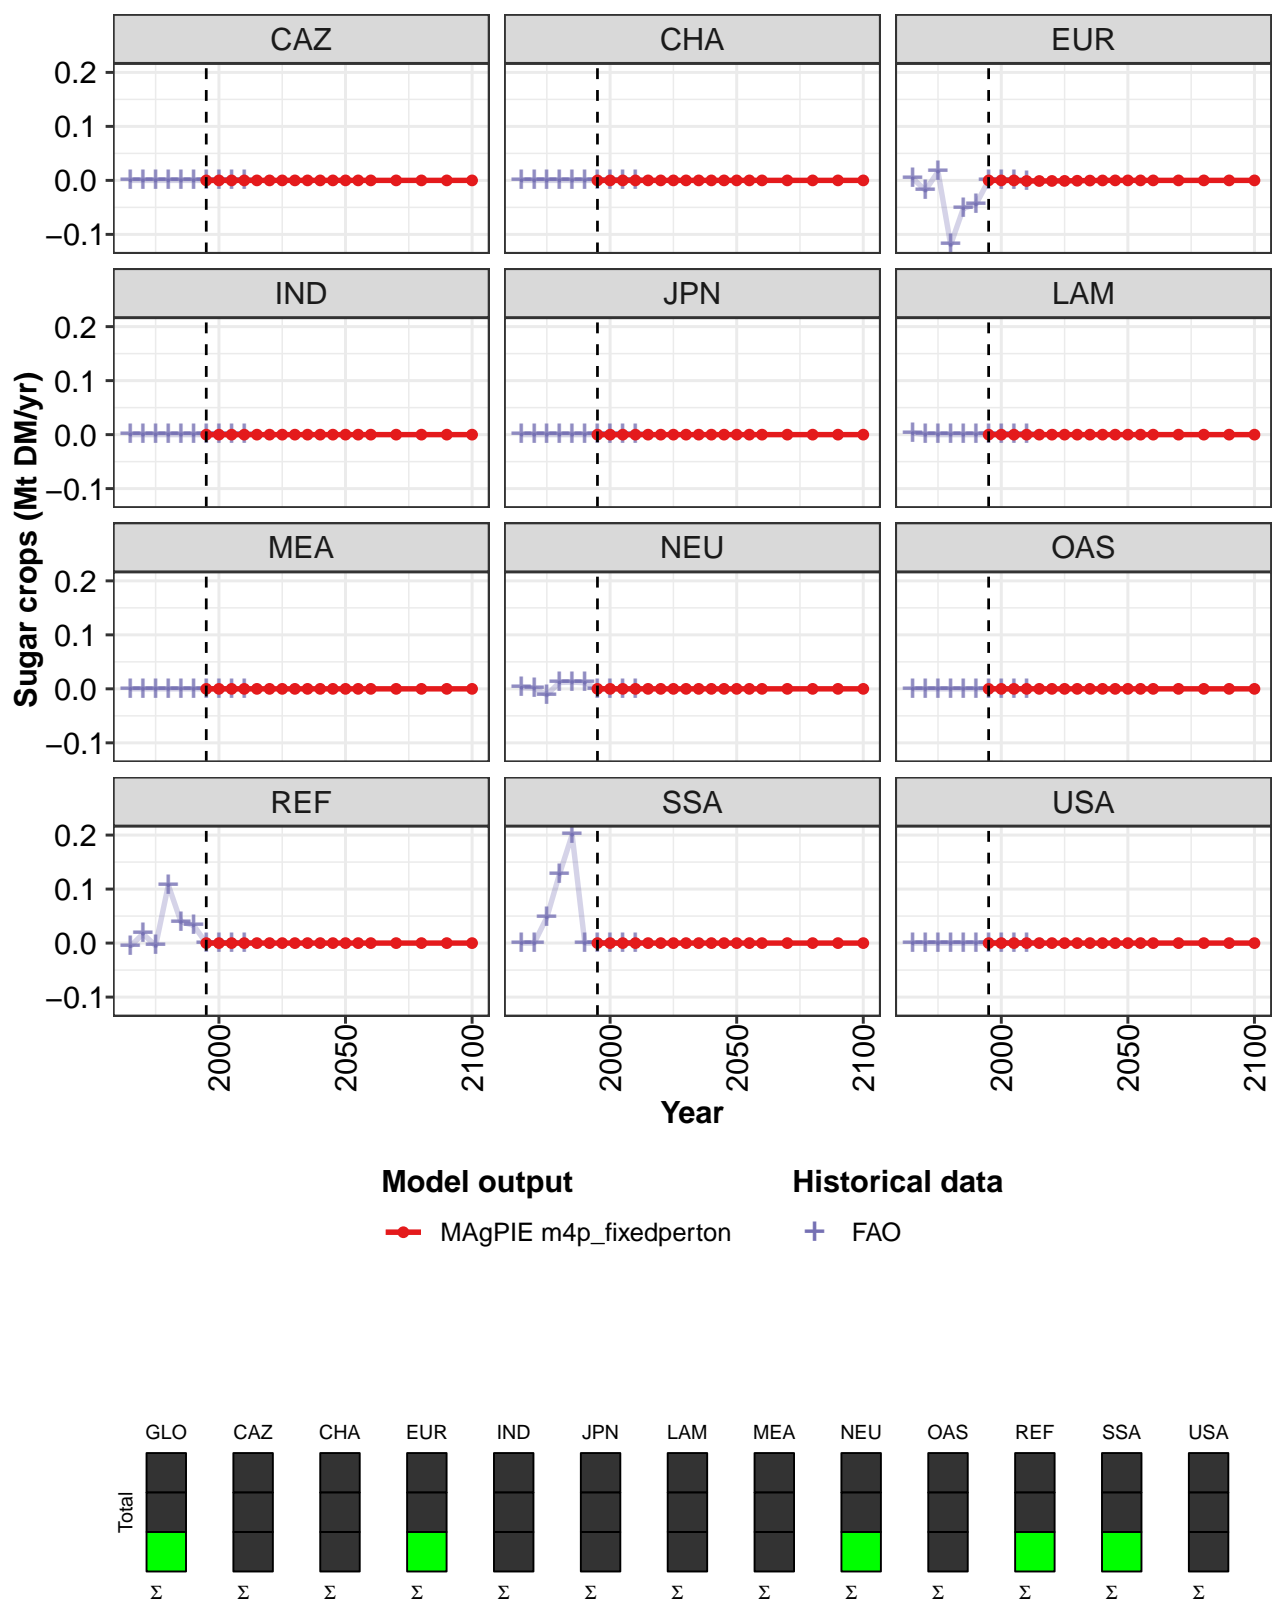 CAZ CHA EUR
0.2
0.1
0.0
−0.1
IND JPN LAM
0.2
0.1
0.0
−0.1
Sugar crops (Mt DM/yr)
MEA NEU OAS
0.2
0.1
0.0
−0.1
REF SSA USA
0.2
0.1
0.0
−0.1
2000 2050 2100 2000 2050 2100 2000 2050 2100
Year
Model output Historical data
MAgPIE m4p_fixedperton FAO
GLO CAZ CHA EUR IND JPN LAM MEA NEU OAS REF SSA USA
Total
Σ Σ Σ Σ Σ Σ Σ Σ Σ Σ Σ Σ Σ